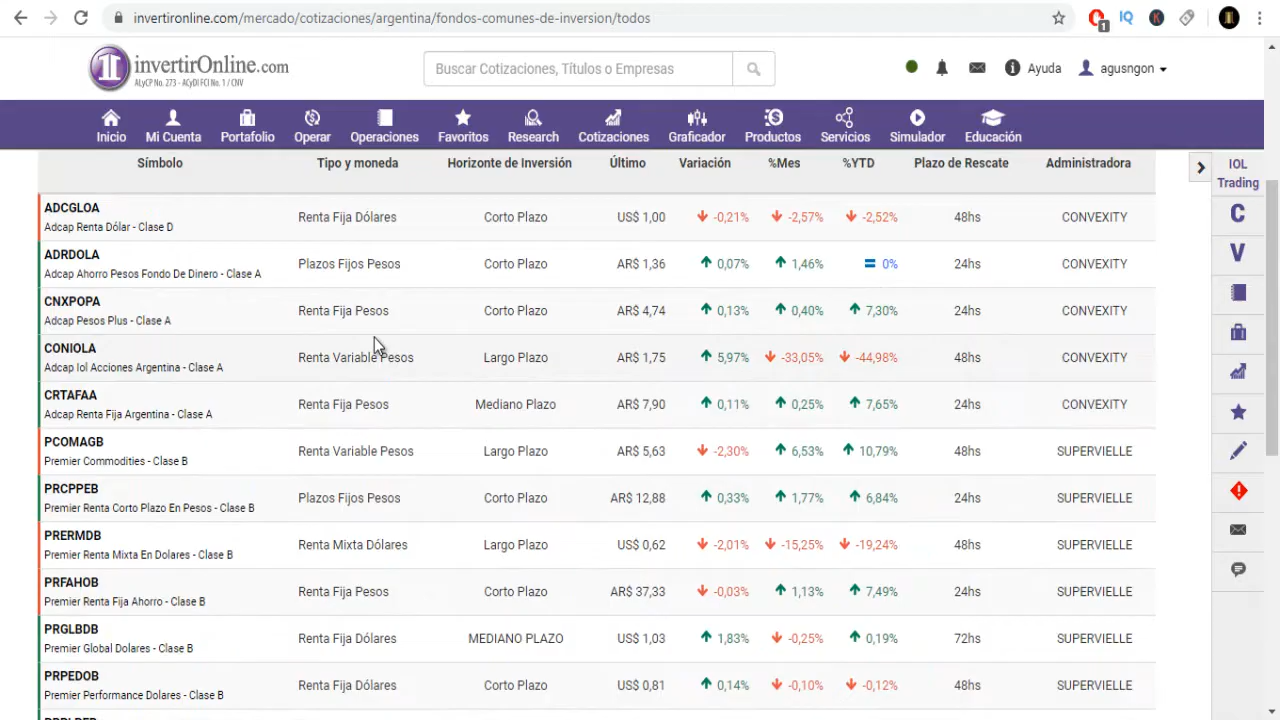 invertironline.com/mercado/cotizaciones/argentina/fondos-comunes-de-inversion/todos
1
IQ
K
invertirOnline.com
ALyCP No. 273 - ACyDI FCI No. 1 / CNV
Buscar Cotizaciones, Títulos o Empresas
Ayuda
agusngon
Inicio
Mi Cuenta
Portafolio
Operar
Operaciones
Favoritos
Research
Cotizaciones
Graficador
Productos
Servicios
Simulador
Educación
Símbolo Tipo y moneda Horizonte de Inversión Último Variación %Mes %YTD Plazo de Rescate Administradora
ADCGLOA
Adcap Renta Dólar - Clase D
Renta Fija Dólares Corto Plazo US$ 1,00 -0,21% -2,57% -2,52% 48hs CONVEXITY
ADRDOLA
Adcap Ahorro Pesos Fondo De Dinero - Clase A
Plazos Fijos Pesos Corto Plazo AR$ 1,36 0,07% 1,46% 0% 24hs CONVEXITY
CNXPOPA
Adcap Pesos Plus - Clase A
Renta Fija Pesos Corto Plazo AR$ 4,74 0,13% 0,40% 7,30% 24hs CONVEXITY
CONIOLA
Adcap Iol Acciones Argentina - Clase A
Renta Variable Pesos Largo Plazo AR$ 1,75 5,97% -33,05% -44,98% 48hs CONVEXITY
CRTAFAA
Adcap Renta Fija Argentina - Clase A
Renta Fija Pesos Mediano Plazo AR$ 7,90 0,11% 0,25% 7,65% 24hs CONVEXITY
PCOMAGB
Premier Commodities - Clase B
Renta Variable Pesos Largo Plazo AR$ 5,63 -2,30% 6,53% 10,79% 48hs SUPERVIELLE
PRCPPEB
Premier Renta Corto Plazo En Pesos - Clase B
Plazos Fijos Pesos Corto Plazo AR$ 12,88 0,33% 1,77% 6,84% 24hs SUPERVIELLE
PRERMDB
Premier Renta Mixta En Dolares - Clase B
Renta Mixta Dólares Largo Plazo US$ 0,62 -2,01% -15,25% -19,24% 48hs SUPERVIELLE
PRFAHOB
Premier Renta Fija Ahorro - Clase B
Renta Fija Pesos Corto Plazo AR$ 37,33 -0,03% 1,13% 7,49% 24hs SUPERVIELLE
PRGLBDB
Premier Global Dolares - Clase B
Renta Fija Dólares MEDIANO PLAZO US$ 1,03 1,83% -0,25% 0,19% 72hs SUPERVIELLE
PRPEDOB
Premier Performance Dolares - Clase B
Renta Fija Dólares Corto Plazo US$ 0,81 0,14% -0,10% -0,12% 48hs SUPERVIELLE
IOL
Trading
C
V